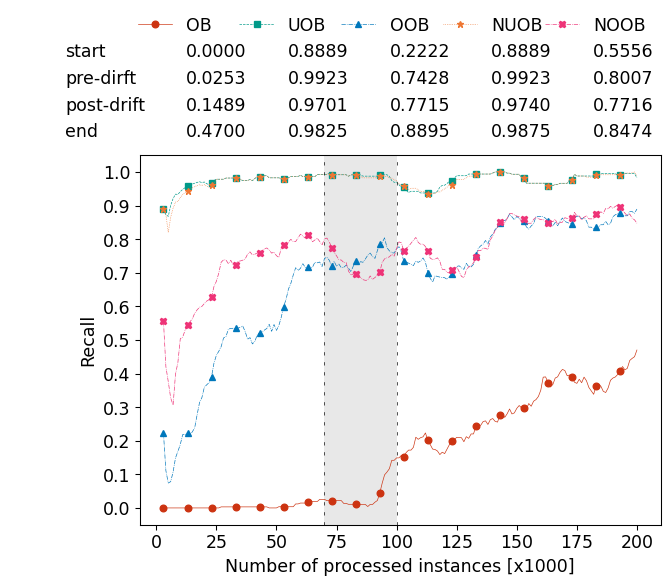 OB UOB OOB NUOB NOOB
start 0.0000 0.8889 0.2222 0.8889 0.5556
pre-dirft 0.0253 0.9923 0.7428 0.9923 0.8007
post-drift 0.1489 0.9701 0.7715 0.9740 0.7716
end 0.4700 0.9825 0.8895 0.9875 0.8474
1.0
0.9
0.8
0.7
0.6
0.5
0.4
0.3
0.2
0.1
0.0
Recall
0 25 50 75 100 125 150 175 200
Number of processed instances [x1000]